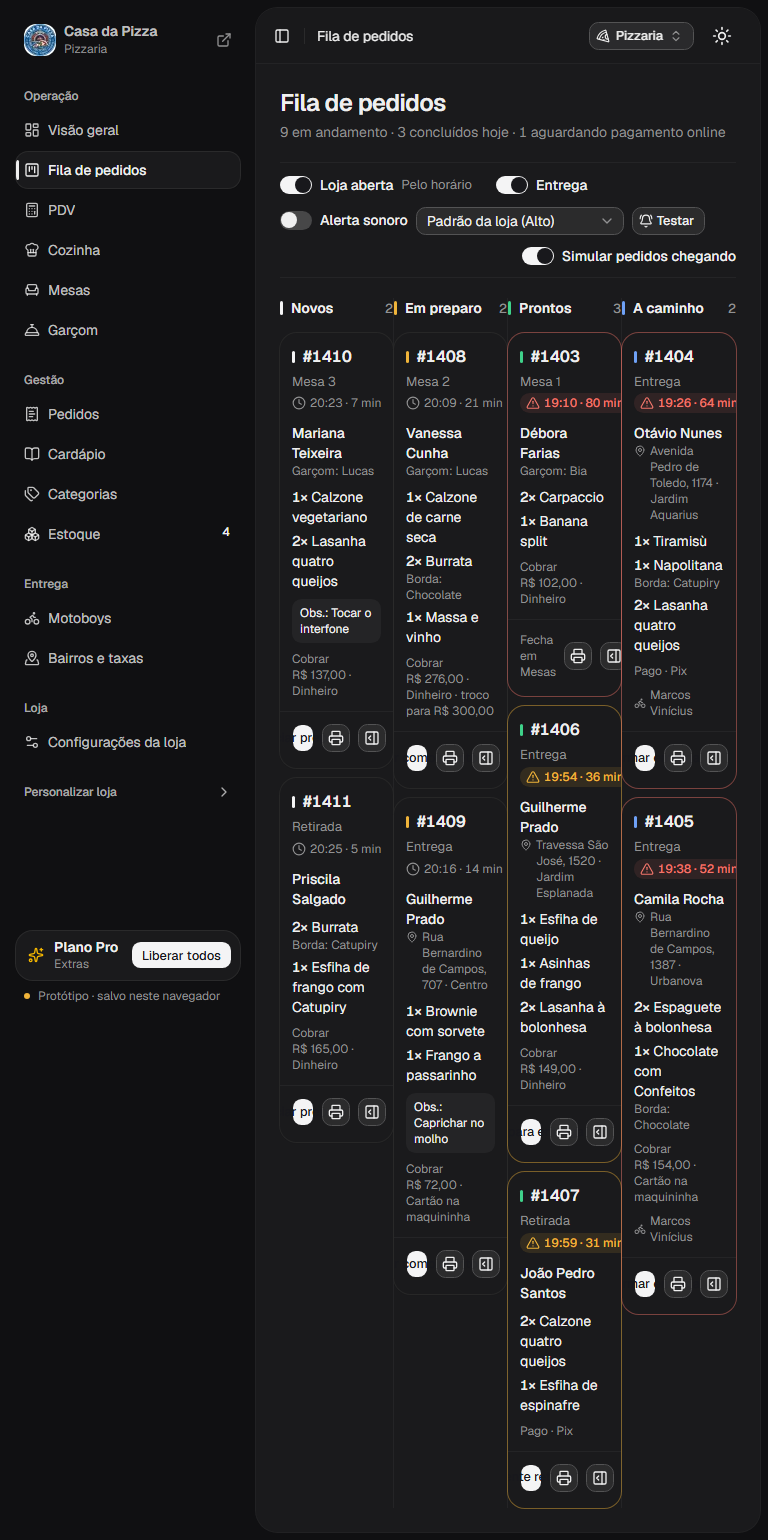 Casa da Pizza
Pizzaria
Operação
Visão geral
Fila de pedidos
PDV
Cozinha
Mesas
Garçom
Gestão
Pedidos
Cardápio
Categorias
Estoque 4
Entrega
Motoboys
Bairros e taxas
Loja
Configurações da loja
Personalizar loja
Plano Pro
Extras
Liberar todos
Protótipo · salvo neste navegador
Fila de pedidos
Pizzaria
Fila de pedidos
9 em andamento · 3 concluídos hoje · 1 aguardando pagamento online
Loja aberta Pelo horário Entrega
Alerta sonoro Padrão da loja (Alto) Testar
Simular pedidos chegando
Novos 2
#1410
Mesa 3
20:23 · 7 min
Mariana
Teixeira
Garçom: Lucas
1× Calzone
vegetariano
2× Lasanha
quatro
queijos
Obs.: Tocar o
interfone
Cobrar
R$ 137,00 ·
Dinheiro
r pr
#1411
Retirada
20:25 · 5 min
Priscila
Salgado
2× Burrata
Borda: Catupiry
1× Esfiha de
frango com
Catupiry
Cobrar
R$ 165,00 ·
Dinheiro
r pr
Em preparo 2
#1408
Mesa 2
20:09 · 21 min
Vanessa
Cunha
Garçom: Lucas
1× Calzone
de carne
seca
2× Burrata
Borda:
Chocolate
1× Massa e
vinho
Cobrar
R$ 276,00 ·
Dinheiro · troco
para R$ 300,00
com
#1409
Entrega
20:16 · 14 min
Guilherme
Prado
Rua
Bernardino
de Campos,
707 · Centro
1× Brownie
com sorvete
1× Frango a
passarinho
Obs.:
Caprichar no
molho
Cobrar
R$ 72,00 ·
Cartão na
maquininha
com
Prontos 3
#1403
Mesa 1
19:10 · 80 min
Débora
Farias
Garçom: Bia
2× Carpaccio
1× Banana
split
Cobrar
R$ 102,00 ·
Dinheiro
Fecha
em
Mesas
#1406
Entrega
19:54 · 36 min
Guilherme
Prado
Travessa São
José, 1520 ·
Jardim
Esplanada
1× Esfiha de
queijo
1× Asinhas
de frango
2× Lasanha à
bolonhesa
Cobrar
R$ 149,00 ·
Dinheiro
ara e
#1407
Retirada
19:59 · 31 min
João Pedro
Santos
2× Calzone
quatro
queijos
1× Esfiha de
espinafre
Pago · Pix
te re
A caminho 2
#1404
Entrega
19:26 · 64 min
Otávio Nunes
Avenida
Pedro de
Toledo, 1174 ·
Jardim
Aquarius
1× Tiramisù
1× Napolitana
Borda: Catupiry
2× Lasanha
quatro
queijos
Pago · Pix
Marcos
Vinícius
nar e
#1405
Entrega
19:38 · 52 min
Camila Rocha
Rua
Bernardino
de Campos,
1387 ·
Urbanova
2× Espaguete
à bolonhesa
1× Chocolate
com
Confeitos
Borda:
Chocolate
Cobrar
R$ 154,00 ·
Cartão na
maquininha
Marcos
Vinícius
nar e